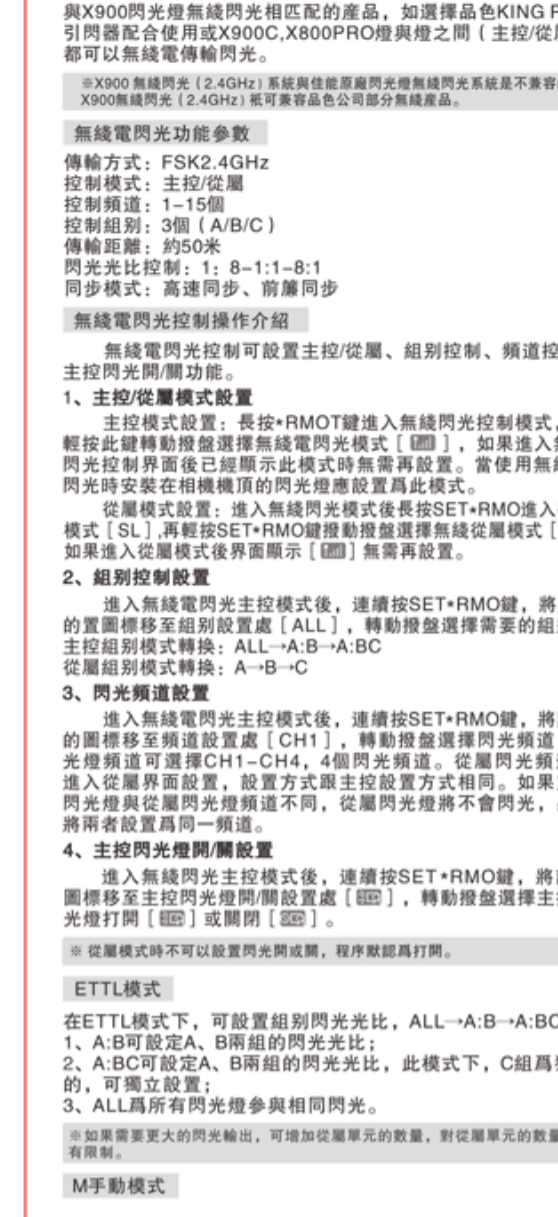 與X900閃光燈無綫閃光相匹配的産品，如選擇品色KING
引閃器配合使用或X900C,X800PRO燈與燈之間（主控/從
都可以無綫電傳輸閃光。
※X900 無綫閃光（2.4GHz）系統與佳能原廠閃光燈無綫閃光系統是不兼容
X900無綫閃光（2.4GHz）衹可兼容品色公司部分無綫産品。
無綫電閃光功能參數
傳輸方式：FSK2.4GHz
控制模式：主控/從屬
控制頻道：1–15個
控制組别：3個（A/B/C）
傳輸距離：約50米
閃光光比控制：1：8–1:1–8:1
同步模式：高速同步、前簾同步
無綫電閃光控制操作介紹
無綫電閃光控制可設置主控/從屬、組别控制、頻道控
主控閃光開/關功能。
1、主控/從屬模式設置
主控模式設置：長按*RMOT鍵進入無綫閃光控制模式，
輕按此鍵轉動撥盤選擇無綫電閃光模式［ ］，如果進入無
閃光控制界面後已經顯示此模式時無需再設置。當使用無綫
閃光時安裝在相機機頂的閃光燈應設置爲此模式。
從屬模式設置：進入無綫閃光模式後長按SET*RMO進入
模式［SL］,再輕按SET*RMO鍵撥動撥盤選擇無綫從屬模式［
如果進入從屬模式後界面顯示［ ］無需再設置。
2、組别控制設置
進入無綫電閃光主控模式後，連續按SET*RMO鍵，將
的置圖標移至組别設置處［ALL］，轉動撥盤選擇需要的組
主控組别模式轉換：ALL→A:B→A:BC
從屬組别模式轉換：A→B→C
3、閃光頻道設置
進入無綫電閃光主控模式後，連續按SET*RMO鍵，將
的圖標移至頻道設置處［CH1］，轉動撥盤選擇閃光頻道
光燈頻道可選擇CH1–CH4，4個閃光頻道。從屬閃光頻
進入從屬界面設置，設置方式跟主控設置方式相同。如果
閃光燈與從屬閃光燈頻道不同，從屬閃光燈將不會閃光，
將兩者設置爲同一頻道。
4、主控閃光燈開/關設置
進入無綫閃光主控模式後，連續按SET*RMO鍵，將
圖標移至主控閃光燈開/關設置處［ ］，轉動撥盤選擇主
光燈打開［ ］或關閉［ ］。
※ 從屬模式時不可以設置閃光開或關，程序默認爲打開。
ETTL模式
在ETTL模式下，可設置組别閃光光比，ALL→A:B→A:BC
1、A:B可設定A、B兩組的閃光光比；
2、A:BC可設定A、B兩組的閃光光比，此模式下，C組爲
的，可獨立設置；
3、ALL爲所有閃光燈參與相同閃光。
※如果需要更大的閃光輸出，可增加從屬單元的數量，對從屬單元的數量
有限制。
M手動模式